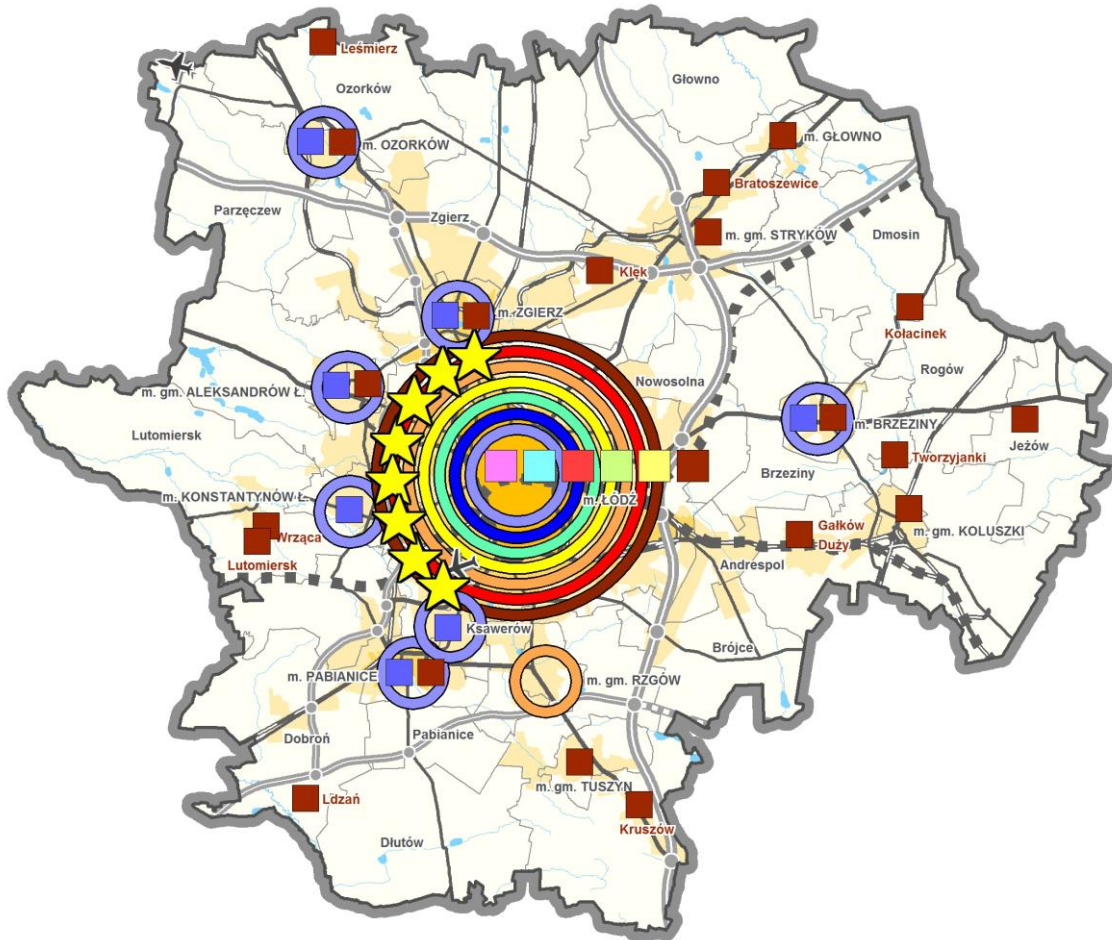 Leśmierz
Ozorków
Głowno
m. OZORKÓW
m. GŁOWNO
Bratoszewice
Parzęczew
Zgierz
m. gm. STRYKÓW
Dmosin
Klęk
Kołacinek
m. ZGIERZ
Rogów
Nowosolna
m. gm. ALEKSANDRÓW Ł.
m. BRZEZINY
Jeżów
Lutomiersk
Tworzyjanki
Brzeziny
m. KONSTANTYNÓW Ł.
m. ŁÓDŹ
Wrząca
Gałków
Duży
m. gm. KOLUSZKI
Lutomiersk
Andrespol
Ksawerów
Brójce
m. PABIANICE
m. gm. RZGÓW
Dobroń
Pabianice
m. gm. TUSZYN
Ldzań
Kruszów
Dłutów